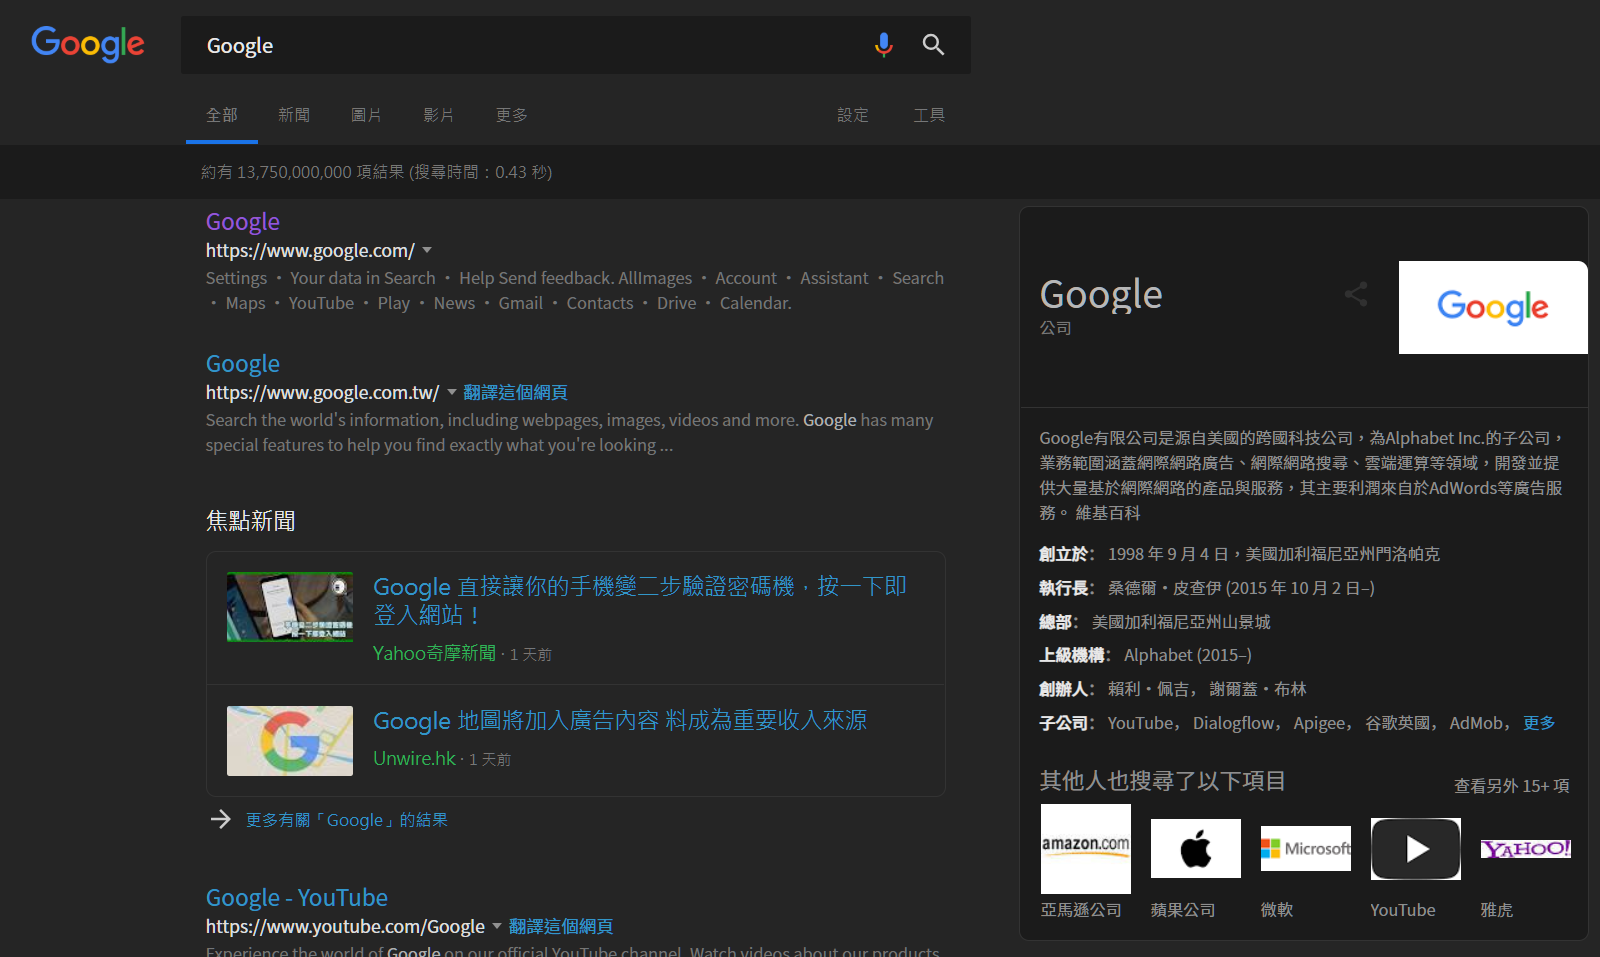 Google
Google
全部
新聞
圖片
影片
更多
設定
工具
約有 13,750,000,000 項結果 (搜尋時間：0.43 秒)
Google
https://www.google.com/
Settings · Your data in Search · Help Send feedback. AllImages · Account · Assistant · Search
· Maps · YouTube · Play · News · Gmail · Contacts · Drive · Calendar.
Google
https://www.google.com.tw/ 翻譯這個網頁
Search the world's information, including webpages, images, videos and more. Google has many
special features to help you find exactly what you're looking ...
焦點新聞
Google 直接讓你的手機變二步驗證密碼機，按一下即
登入網站！
Yahoo奇摩新聞 · 1 天前
Google 地圖將加入廣告內容 料成為重要收入來源
Unwire.hk · 1 天前
更多有關「Google」的結果
Google - YouTube
https://www.youtube.com/Google 翻譯這個網頁
Experience the world of Google on our official YouTube channel. Watch videos about our products,
Google
公司
Google
Google有限公司是源自美國的跨國科技公司，為Alphabet Inc.的子公司，
業務範圍涵蓋網際網路廣告、網際網路搜尋、雲端運算等領域，開發並提
供大量基於網際網路的產品與服務，其主要利潤來自於AdWords等廣告服
務。 維基百科
創立於： 1998 年 9 月 4 日，美國加利福尼亞州門洛帕克
執行長： 桑德爾·皮查伊 (2015 年 10 月 2 日–)
總部： 美國加利福尼亞州山景城
上級機構： Alphabet (2015–)
創辦人： 賴利·佩吉， 謝爾蓋·布林
子公司： YouTube， Dialogflow， Apigee， 谷歌英國， AdMob， 更多
其他人也搜尋了以下項目
查看另外 15+ 項
amazon.com
Microsoft
YAHOO!
亞馬遜公司
蘋果公司
微軟
YouTube
雅虎